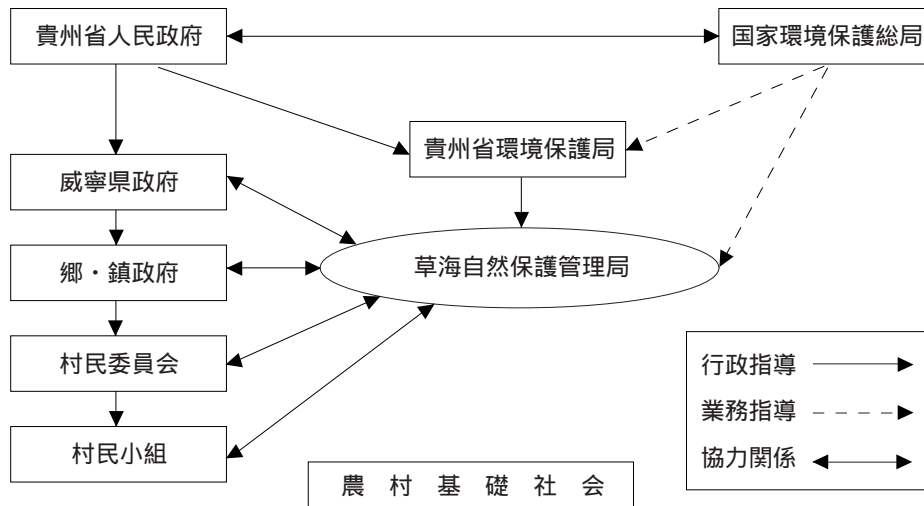 貴州省人民政府
国家環境保護総局
貴州省環境保護局
威寧県政府
草海自然保護管理局
郷・鎮政府
村民委員会
村民小組
行政指導
業務指導
協力関係
農村基礎社会